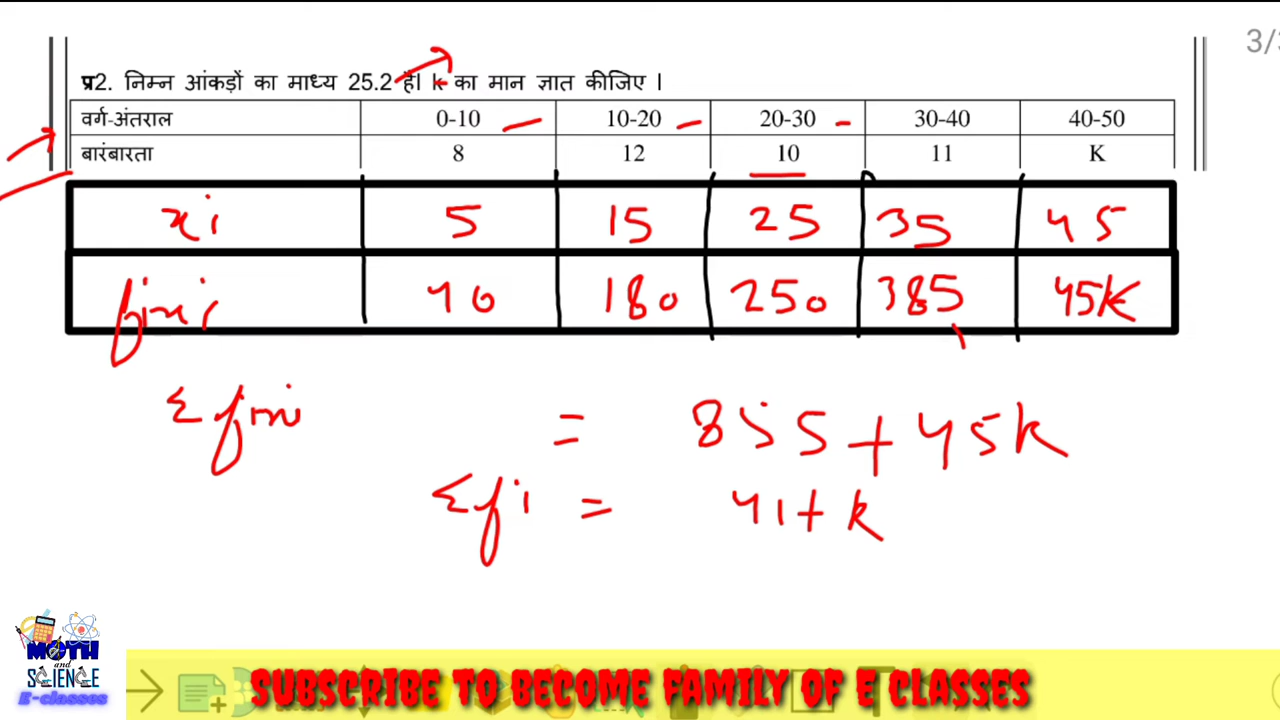 3/
प्र2. निम्न आंकड़ों का माध्य 25.2 है। k का मान ज्ञात कीजिए ।
वर्ग-अंतराल 0-10 10-20 20-30 30-40 40-50
बारंबारता 8 12 10 11 K
xi 5 15 25 35 45
fixi 40 180 250 385 45K
Σfixi = 855+45k
Σfi = 41+k
MOTH
and
SCIENCE
E-classes
SUBSCRIBE TO BECOME FAMILY OF E CLASSES